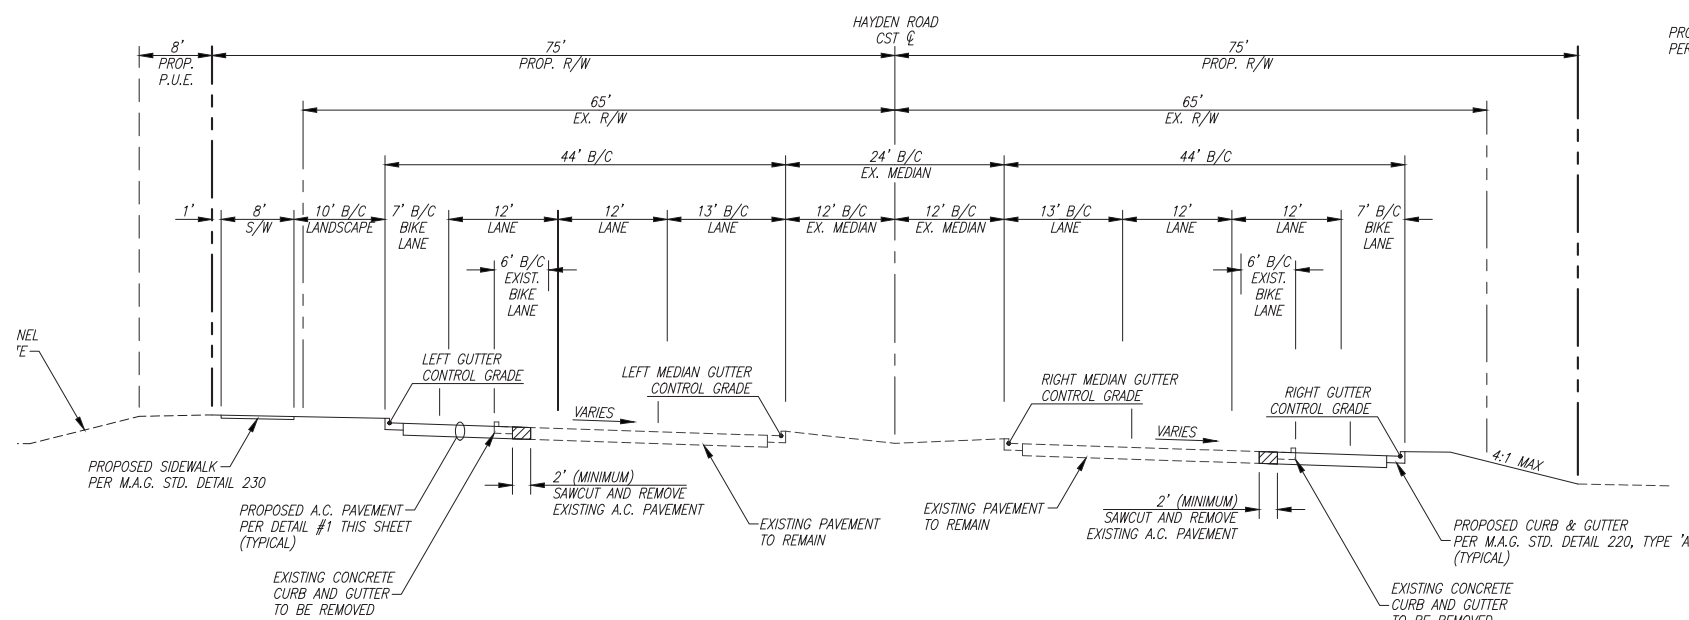 HAYDEN ROAD
CST ℄
PRO
PER
8'
PROP.
P.U.E.
75'
PROP. R/W
75'
PROP. R/W
65'
EX. R/W
65'
EX. R/W
44' B/C
24' B/C
EX. MEDIAN
44' B/C
1'
8'
S/W
10' B/C
LANDSCAPE
7' B/C
BIKE
LANE
12'
LANE
12'
LANE
13' B/C
LANE
12' B/C
EX. MEDIAN
12' B/C
EX. MEDIAN
13' B/C
LANE
12'
LANE
12'
LANE
7' B/C
BIKE
LANE
6' B/C
EXIST.
BIKE
LANE
6' B/C
EXIST.
BIKE
LANE
NEL
TE
LEFT GUTTER
CONTROL GRADE
LEFT MEDIAN GUTTER
CONTROL GRADE
RIGHT MEDIAN GUTTER
CONTROL GRADE
RIGHT GUTTER
CONTROL GRADE
VARIES
VARIES
4:1 MAX
PROPOSED SIDEWALK
PER M.A.G. STD. DETAIL 230
2' (MINIMUM)
SAWCUT AND REMOVE
EXISTING A.C. PAVEMENT
PROPOSED A.C. PAVEMENT
PER DETAIL #1 THIS SHEET
(TYPICAL)
EXISTING PAVEMENT
TO REMAIN
EXISTING PAVEMENT
TO REMAIN
2' (MINIMUM)
SAWCUT AND REMOVE
EXISTING A.C. PAVEMENT
PROPOSED CURB & GUTTER
PER M.A.G. STD. DETAIL 220, TYPE 'A
(TYPICAL)
EXISTING CONCRETE
CURB AND GUTTER
TO BE REMOVED
EXISTING CONCRETE
CURB AND GUTTER
TO BE REMOVED